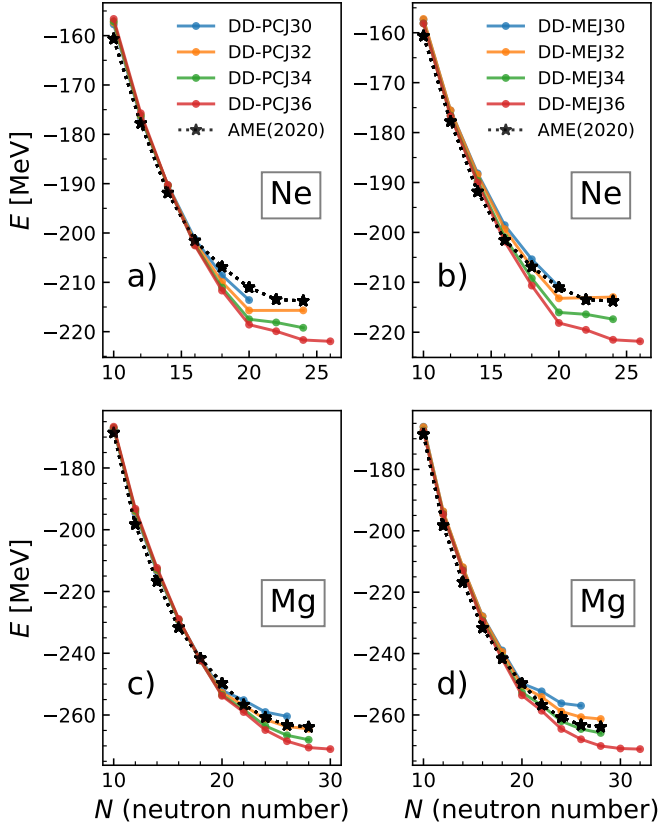 DD-PCJ30
DD-PCJ32
DD-PCJ34
DD-PCJ36
AME(2020)
Ne
a)
E [MeV]
−160
−170
−180
−190
−200
−210
−220
10
15
20
25
DD-MEJ30
DD-MEJ32
DD-MEJ34
DD-MEJ36
AME(2020)
Ne
b)
−160
−170
−180
−190
−200
−210
−220
10
15
20
25
Mg
c)
E [MeV]
−180
−200
−220
−240
−260
10
20
30
N (neutron number)
Mg
d)
−180
−200
−220
−240
−260
10
15
20
25
30
N (neutron number)